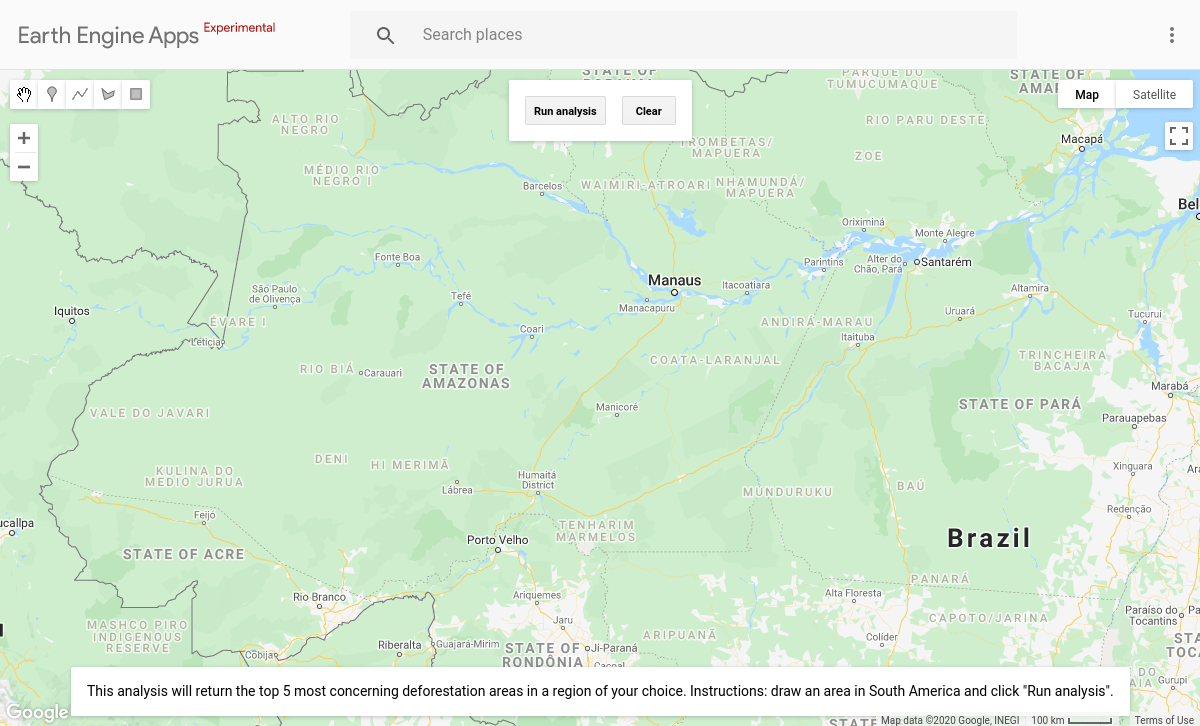 Earth Engine Apps Experimental
Search places
Run analysis
Clear
Map
Satellite
+
−
STATE OF
PARQUE DO
TUMUCUMAQUE
STATE OF
ALTO RIO
NEGRO
RIO PARU DESTE
TROMBETAS/
MAPUERA
Macapá
ZOE
MÉDIO RIO
NEGRO I
Barcelos
WAIMIRI-ATROARI
NHAMUNDÁ/
MAPUERA
Bel
Oriximiná
Monte Alegre
Fonte Boa
Parintins
Alter do
Chão, Pará
Santarém
Manaus
Itacoatiara
São Paulo
de Olivença
Tefé
Manacapuru
Altamira
Iquitos
ÉVARE I
Coari
ANDIRÁ-MARAU
Uruará
Tucuruí
Leticia
Itaituba
TRINCHEIRA
BACAJA
RIO BIÁ
Carauari
STATE OF
AMAZONAS
COATA-LARANJAL
Marabá
VALE DO JAVARI
Manicoré
STATE OF PARÁ
Parauapebas
DENI
HI MERIMÃ
KULINA DO
MEDIO JURUA
Humaitá
District
Xinguara
Ar
Lábrea
MUNDURUKU
BAÚ
Redenção
ucallpa
Feijó
TENHARIM
MARMELOS
Brazil
STATE OF ACRE
Porto Velho
PANARÁ
Rio Branco
Ariquemes
Alta Floresta
Paraíso do
Tocantins
CAPOTO/JARINA
MASHCO PIRO
INDIGENOUS
RESERVE
Jaru
ARIPUANÃ
Colíder
STA
TOC
Riberalta
Guajará-Mirim
STATE OF
RONDÔNIA
Ji-Paraná
Cobija
Cacoal
Gurupi
This analysis will return the top 5 most concerning deforestation areas in a region of your choice. Instructions: draw an area in South America and click "Run analysis".
Google
STATE
Map data ©2020 Google, INEGI
100 km
Terms of Use